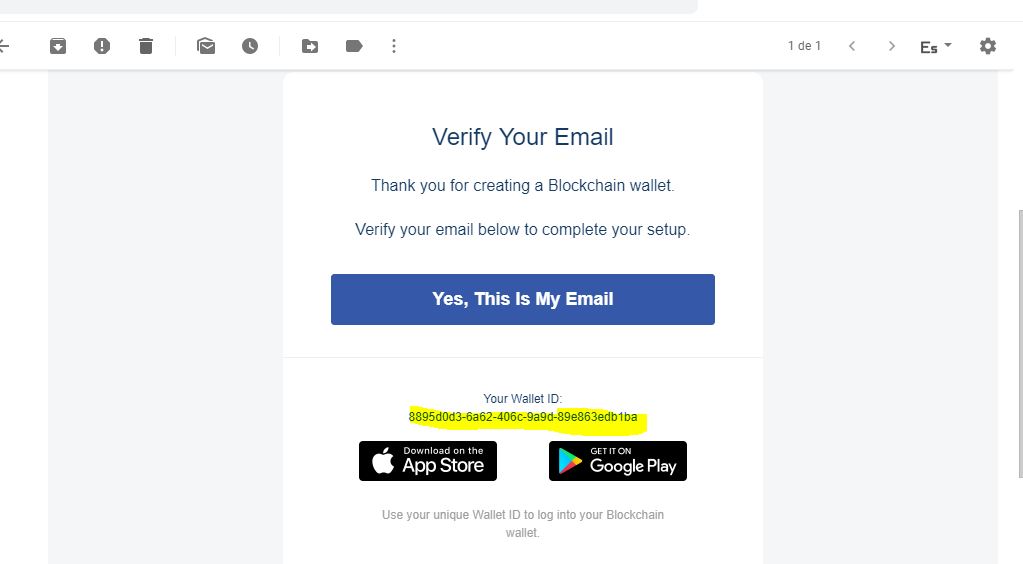 1 de 1
Es
Verify Your Email
Thank you for creating a Blockchain wallet.
Verify your email below to complete your setup.
Yes, This Is My Email
Your Wallet ID:
8895d0d3-6a62-406c-9a9d-89e863edb1ba
Download on the
App Store
GET IT ON
Google Play
Use your unique Wallet ID to log into your Blockchain
wallet.